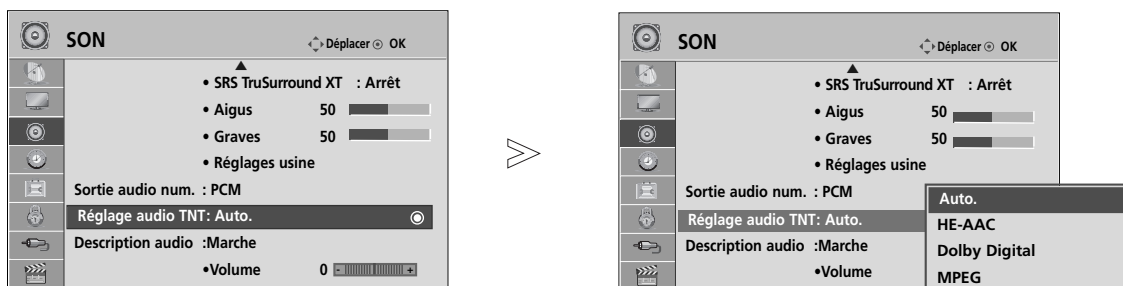 SON
Déplacer OK
• SRS TruSurround XT : Arrêt
• Aigus 50
• Graves 50
• Réglages usine
Sortie audio num. : PCM
Réglage audio TNT: Auto.
Description audio :Marche
•Volume 0 - +
SON
Déplacer OK
• SRS TruSurround XT : Arrêt
• Aigus 50
• Graves 50
• Réglages usine
Sortie audio num. : PCM
Réglage audio TNT: Auto.
Description audio :Marche
•Volume
Auto.
HE-AAC
Dolby Digital
MPEG